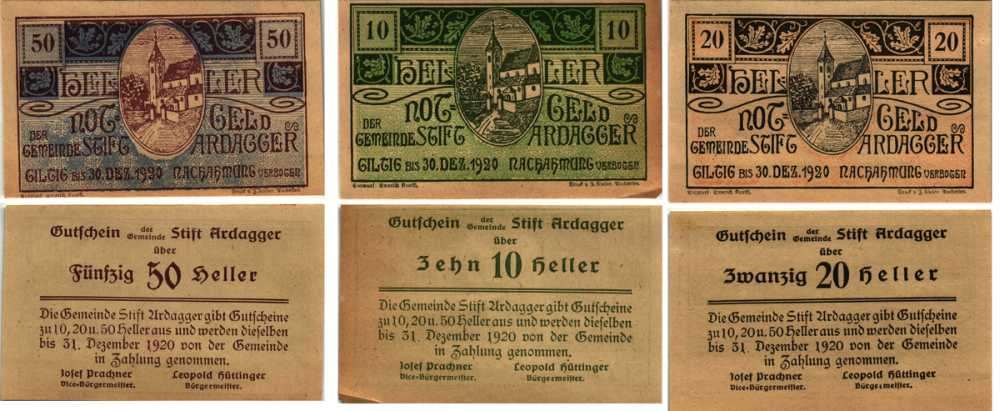 50 50
HELLER
NOT=GELD
DER GEMEINDE STIFT ARDAGGER
GILTIG BIS 30. DEZ. 1920 NACHAHMUNG VERBOTEN
10 10
HELLER
NOT=GELD
DER GEMEINDE STIFT ARDAGGER
GILTIG BIS 30. DEZ. 1920 NACHAHMUNG VERBOTEN
20 20
HELLER
NOT=GELD
DER GEMEINDE STIFT ARDAGGER
GILTIG BIS 30. DEZ. 1920 NACHAHMUNG VERBOTEN
Gutschein der Gemeinde Stift Ardagger
über
Fünfzig 50 Heller
Die Gemeinde Stift Ardagger gibt Gutscheine
zu 10, 20 u. 50 Heller aus und werden dieselben
bis 31. Dezember 1920 von der Gemeinde
in Zahlung genommen.
Josef Prachner Leopold Hüttinger
Vice-Bürgermeister. Bürgermeister.
Gutschein der Gemeinde Stift Ardagger
über
Zehn 10 Heller
Die Gemeinde Stift Ardagger gibt Gutscheine
zu 10, 20 u. 50 Heller aus und werden dieselben
bis 31. Dezember 1920 von der Gemeinde
in Zahlung genommen.
Josef Prachner Leopold Hüttinger
Vice-Bürgermeister. Bürgermeister.
Gutschein der Gemeinde Stift Ardagger
über
Zwanzig 20 Heller
Die Gemeinde Stift Ardagger gibt Gutscheine
zu 10, 20 u. 50 Heller aus und werden dieselben
bis 31. Dezember 1920 von der Gemeinde
in Zahlung genommen.
Josef Prachner Leopold Hüttinger
Vice-Bürgermeister. Bürgermeister.